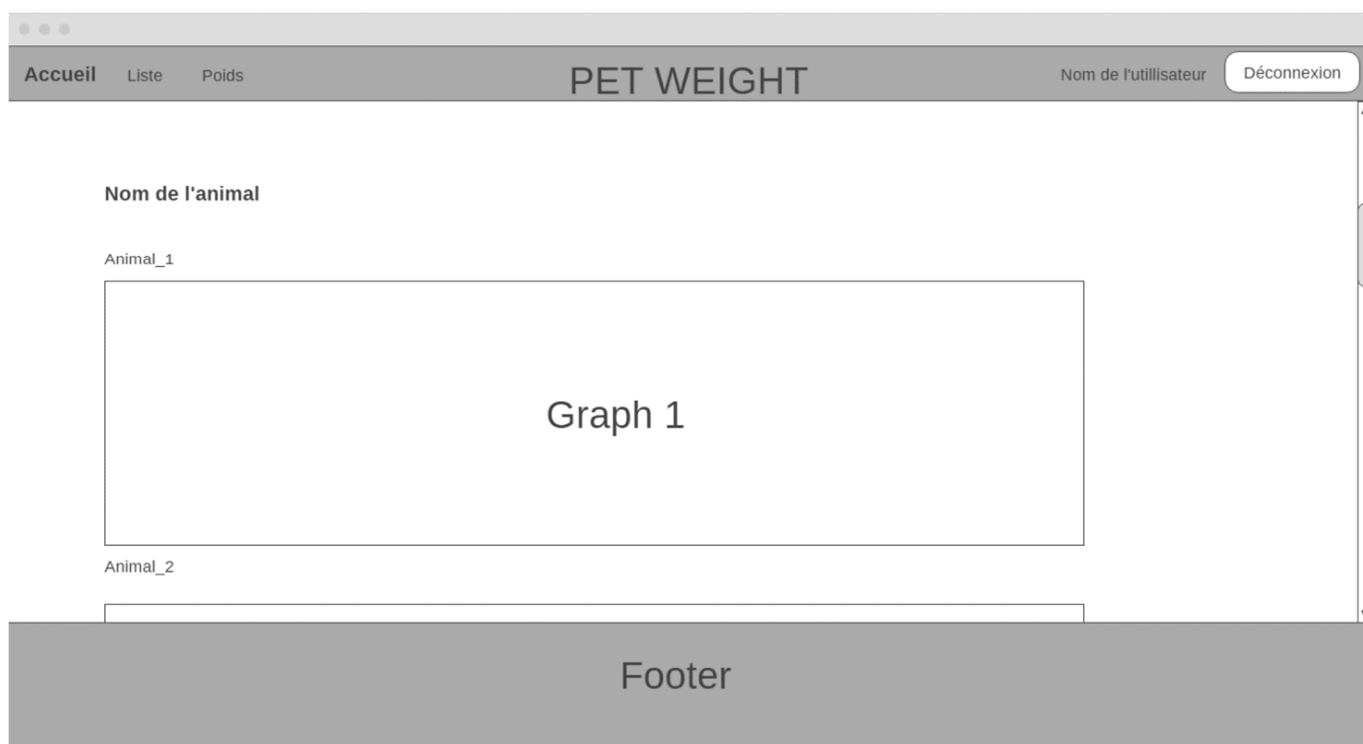 Accueil Liste Poids PET WEIGHT Nom de l'utillisateur Déconnexion
Nom de l'animal
Animal_1
Graph 1
Animal_2
Footer